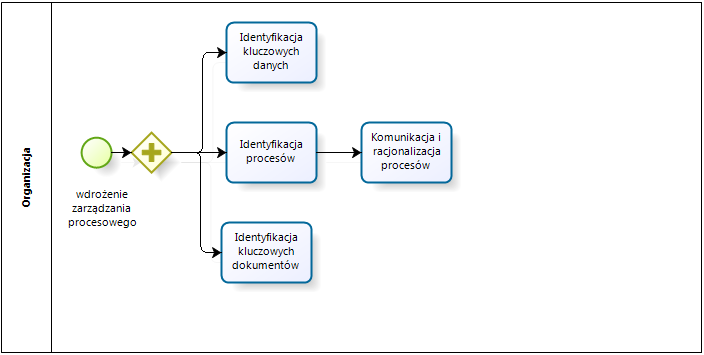 Organizacja
Identyfikacja
kluczowych
danych
Identyfikacja
procesów
Komunikacja i
racjonalizacja
procesów
wdrożenie
zarządzania
procesowego
Identyfikacja
kluczowych
dokumentów